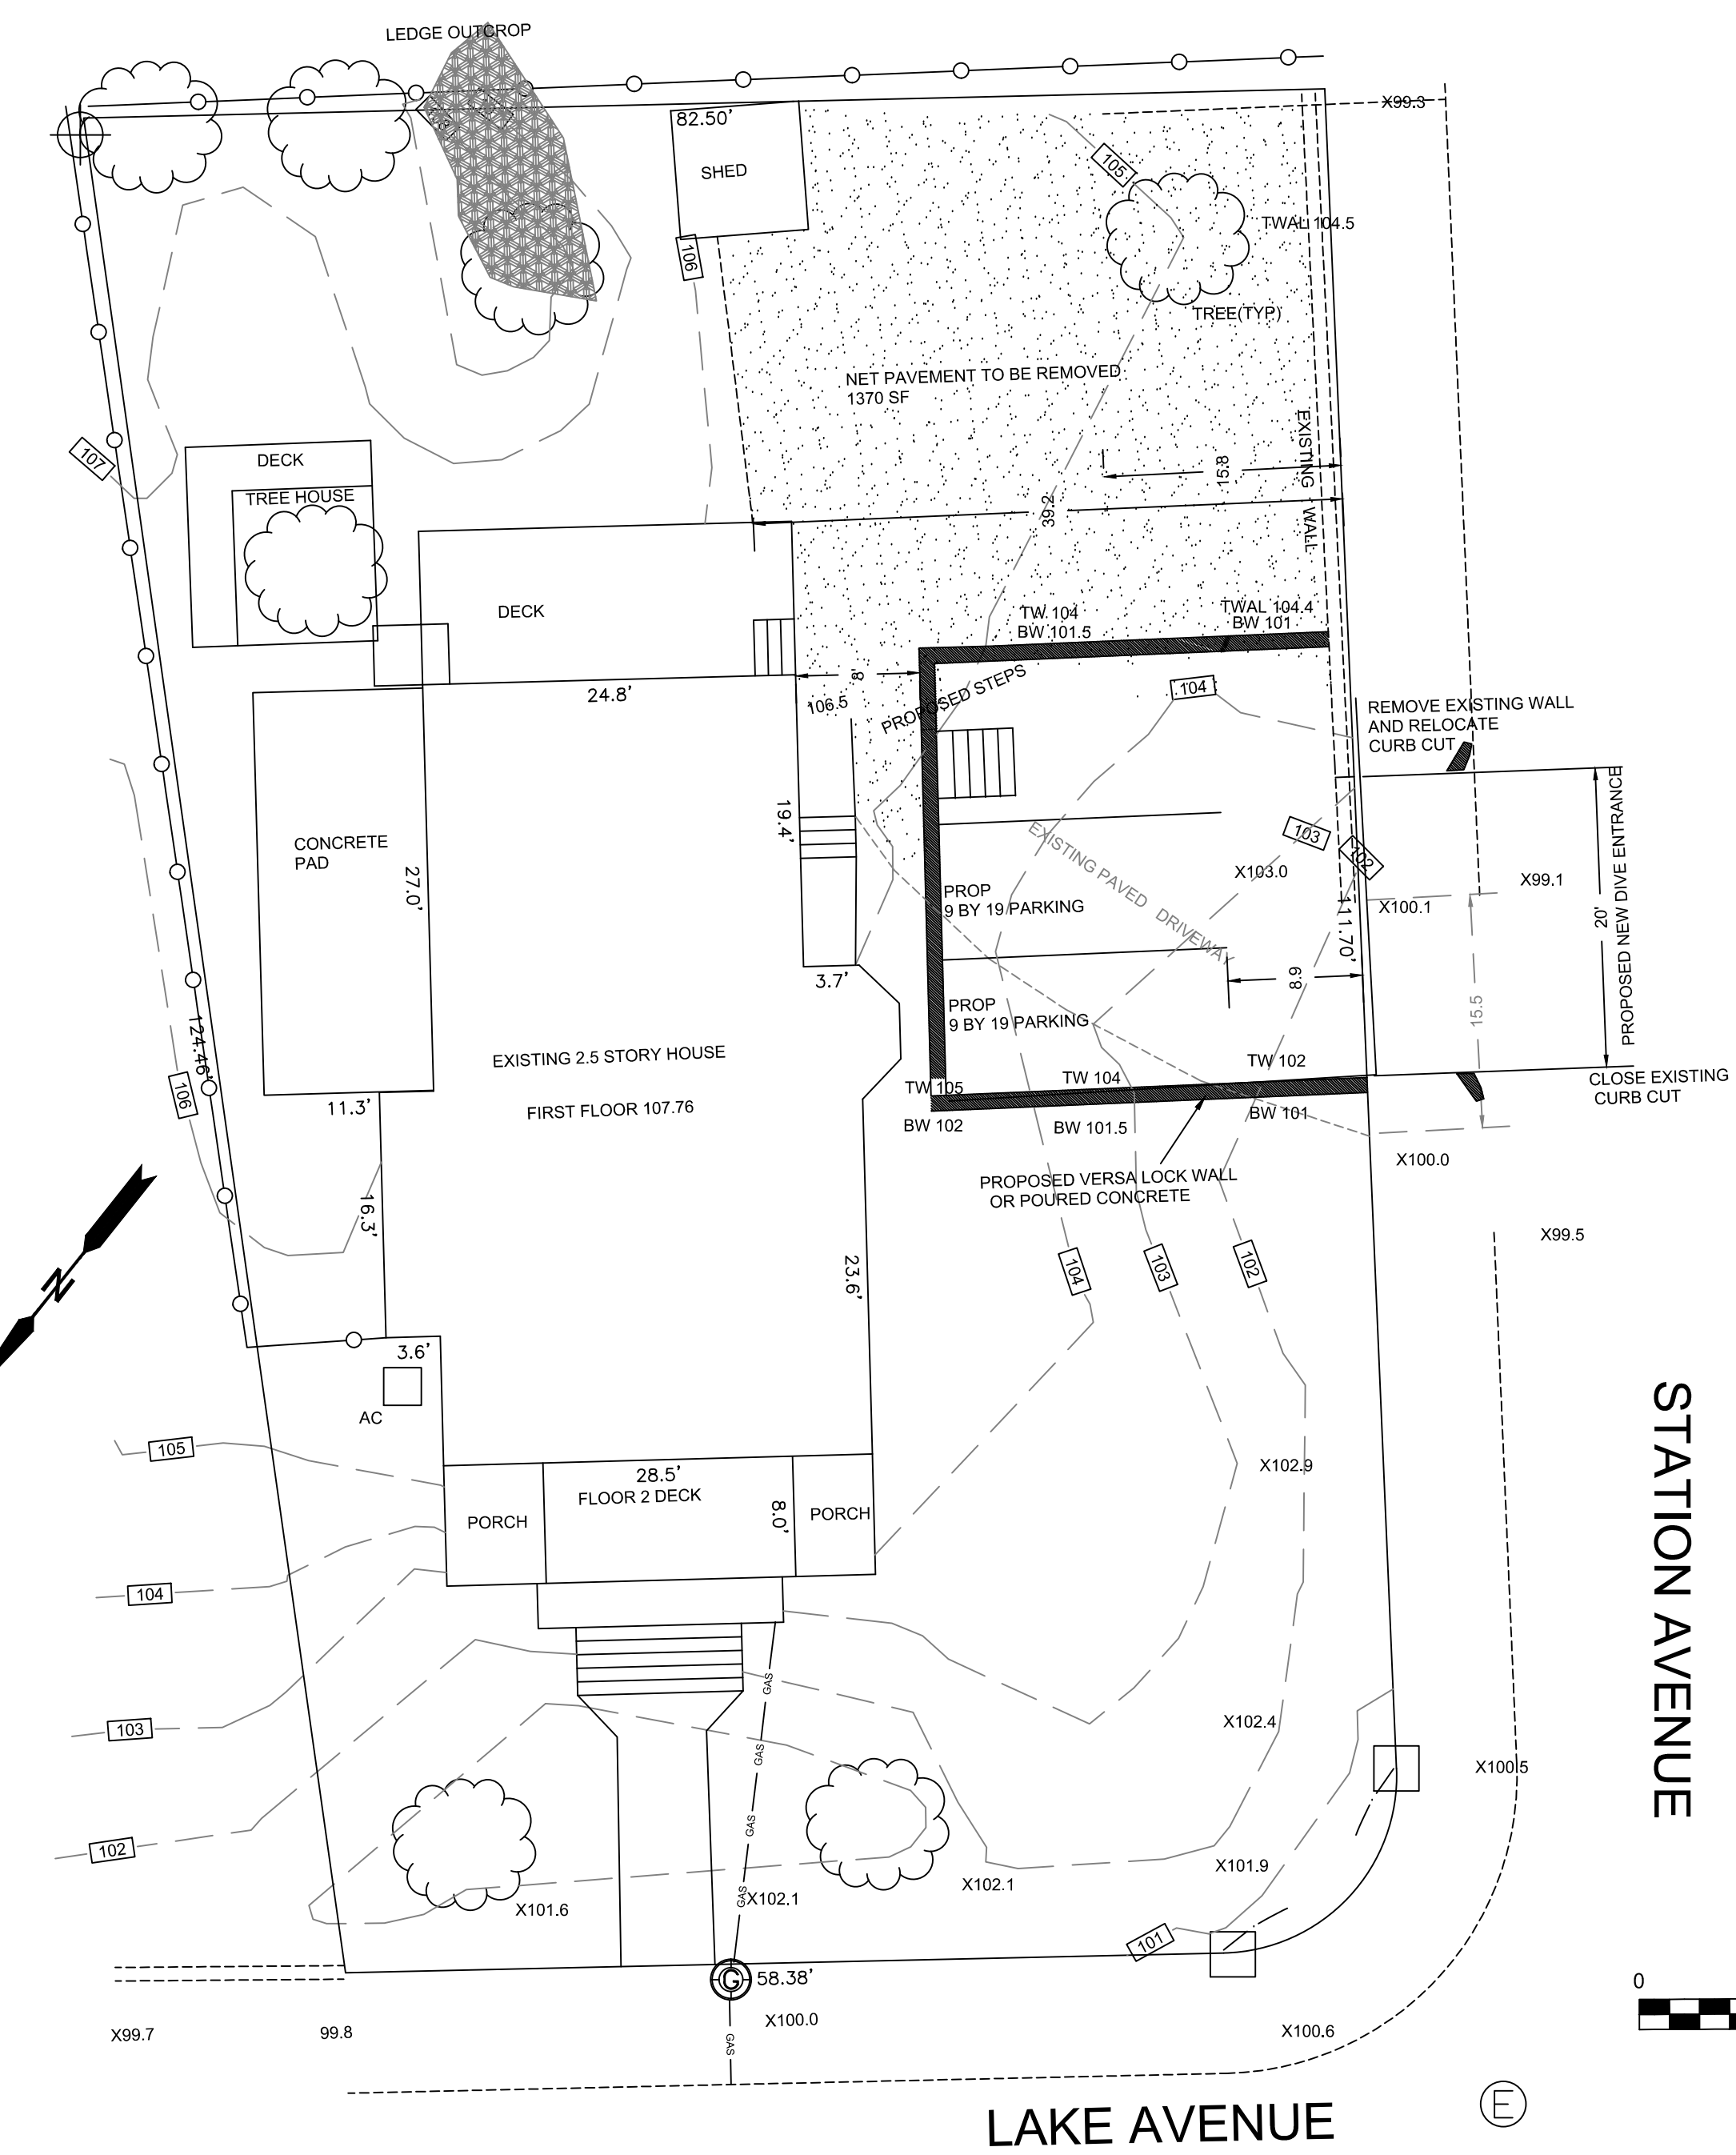 LEDGE OUTCROP
X99.3
82.50'
SHED
105
TWAL 104.5
106
TREE(TYP)
NET PAVEMENT TO BE REMOVED
1370 SF
EXISTING WALL
107
DECK
TREE HOUSE
15.8
39.2
DECK
TW 104
BW 101.5
TWAL 104.4
BW 101
24.8'
8'
106.5
PROPOSED STEPS
104
REMOVE EXISTING WALL
AND RELOCATE
CURB CUT
19.4'
CONCRETE
PAD
27.0'
EXISTING PAVED DRIVEWAY
103
102
X103.0
X99.1
X100.1
111.70'
20'
PROPOSED NEW DIVE ENTRANCE
PROP
9 BY 19 PARKING
3.7'
8.9
15.5
PROP
9 BY 19 PARKING
124.46'
EXISTING 2.5 STORY HOUSE
FIRST FLOOR 107.76
TW 105
TW 104
TW 102
CLOSE EXISTING
CURB CUT
106
11.3'
BW 102
BW 101.5
BW 101
X100.0
PROPOSED VERSA LOCK WALL
OR POURED CONCRETE
16.3'
X99.5
N
23.6'
104
103
102
3.6'
AC
STATION AVENUE
105
28.5'
FLOOR 2 DECK
8.0'
X102.9
PORCH
PORCH
104
GAS
103
X102.4
GAS
X100.5
GAS
102
X101.9
GAS
X102.1
X102.1
X101.6
101
G
58.38'
0
X99.7
99.8
X100.0
X100.6
GAS
E
LAKE AVENUE